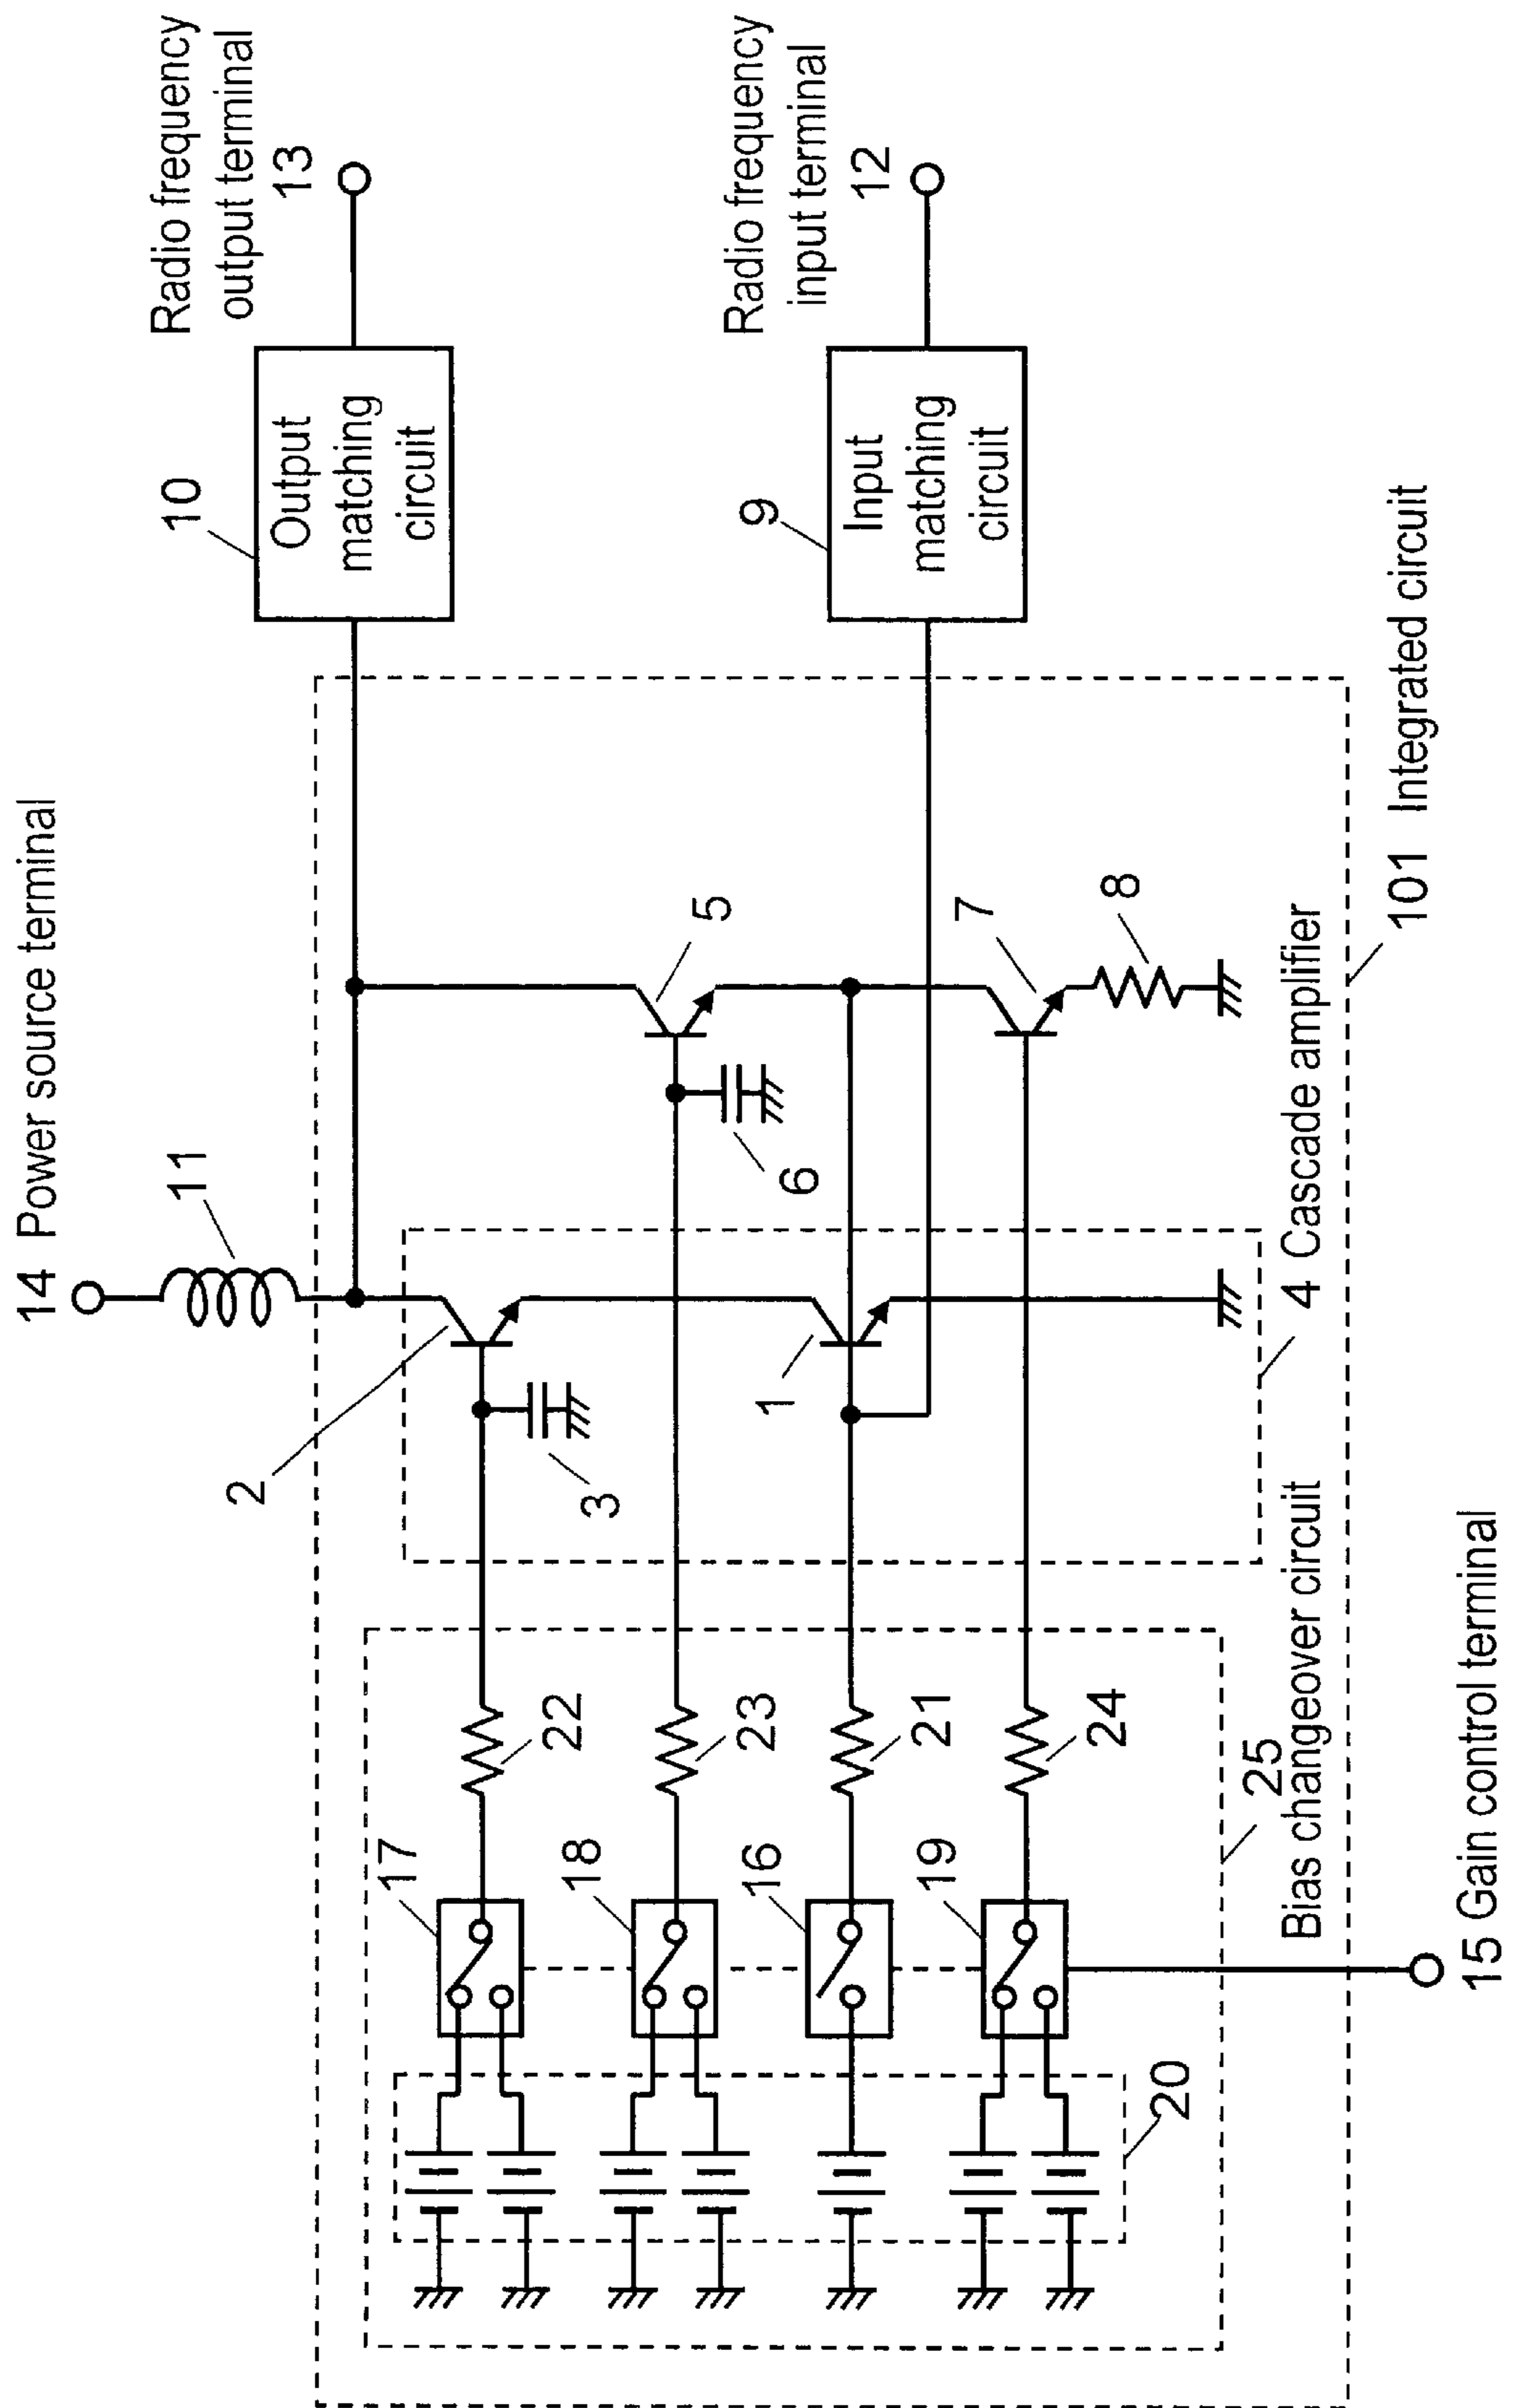 14 Power source terminal
11
Radio frequency
output terminal
13
10
Output
matching
circuit
2
3
5
6
1
7
8
9
Input
matching
circuit
Radio frequency
input terminal
12
17
22
18
23
16
21
19
24
20
25
Bias changeover circuit
4 Cascade amplifier
101 Integrated circuit
15 Gain control terminal